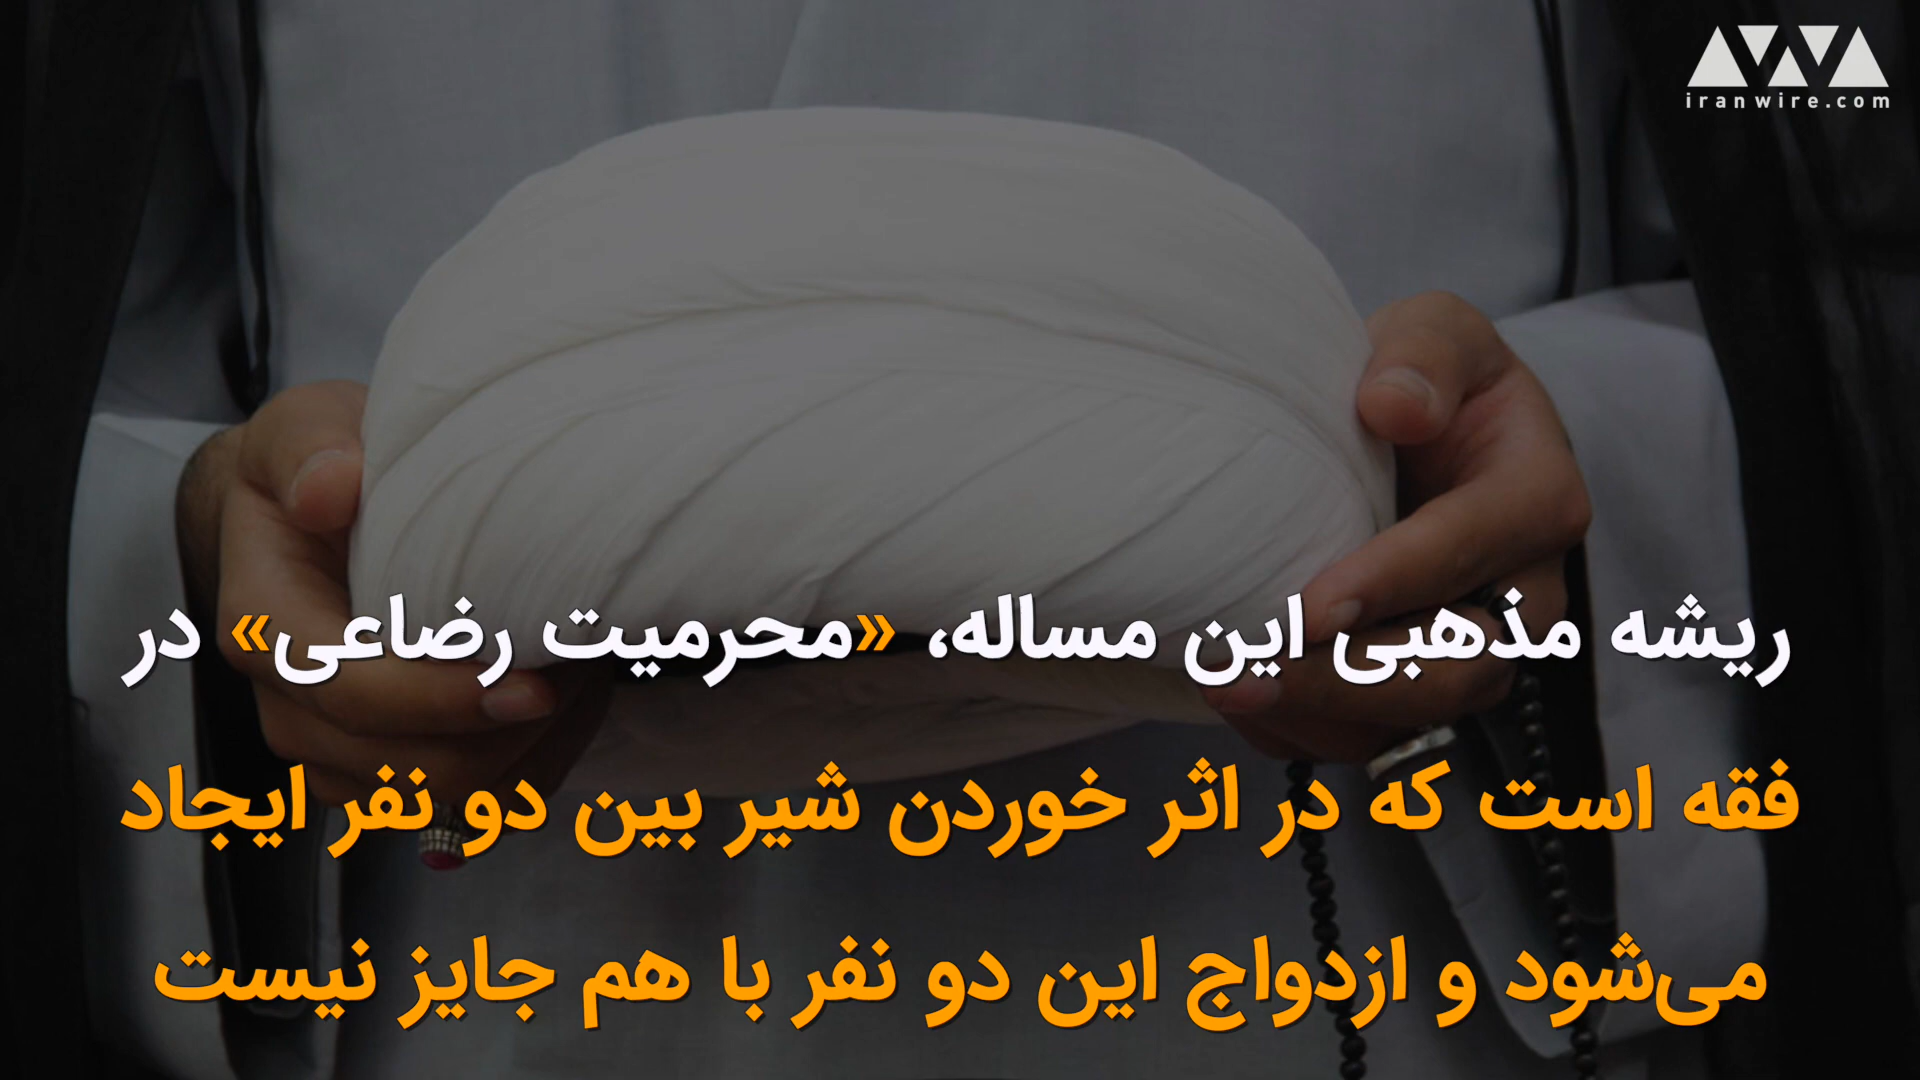 iranwire.com
ریشه مذهبی این مساله، «محرمیت رضاعی» در
فقه است که در اثر خوردن شیر بین دو نفر ایجاد
می‌شود و ازدواج این دو نفر با هم جایز نیست